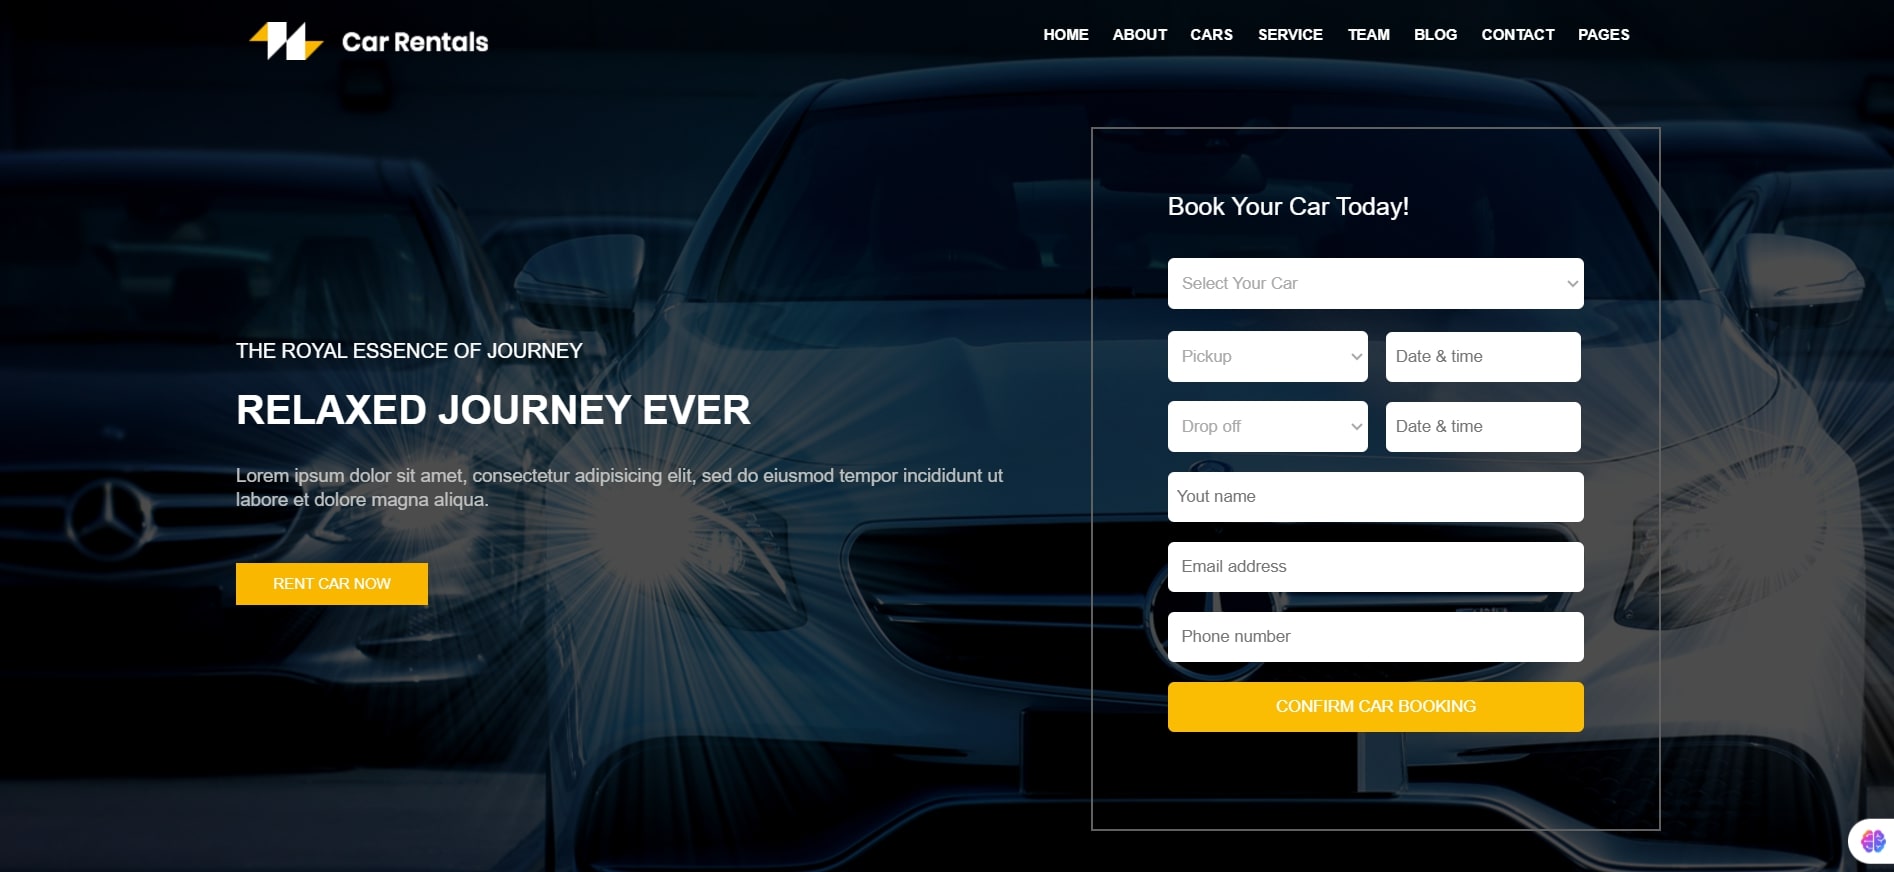 Car Rentals
HOME ABOUT CARS SERVICE TEAM BLOG CONTACT PAGES
THE ROYAL ESSENCE OF JOURNEY
RELAXED JOURNEY EVER
Lorem ipsum dolor sit amet, consectetur adipisicing elit, sed do eiusmod tempor incididunt ut
labore et dolore magna aliqua.
RENT CAR NOW
Book Your Car Today!
Select Your Car
Pickup
Date & time
Drop off
Date & time
Yout name
Email address
Phone number
CONFIRM CAR BOOKING